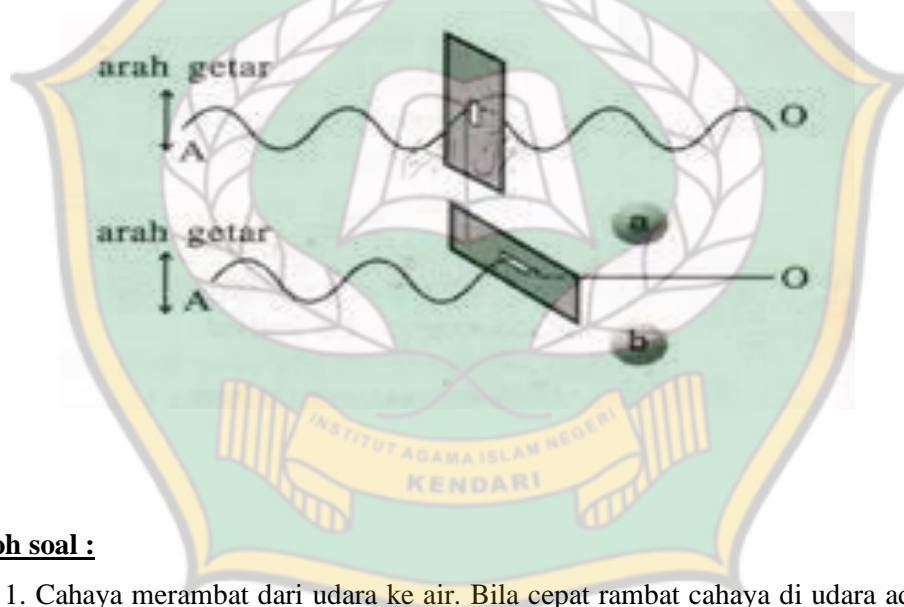 arah getar
A
O
a
arah getar
A
O
b
INSTITUT AGAMA ISLAM NEGERI
KENDARI
oh soal :
1. Cahaya merambat dari udara ke air. Bila cepat rambat cahaya di udara ad